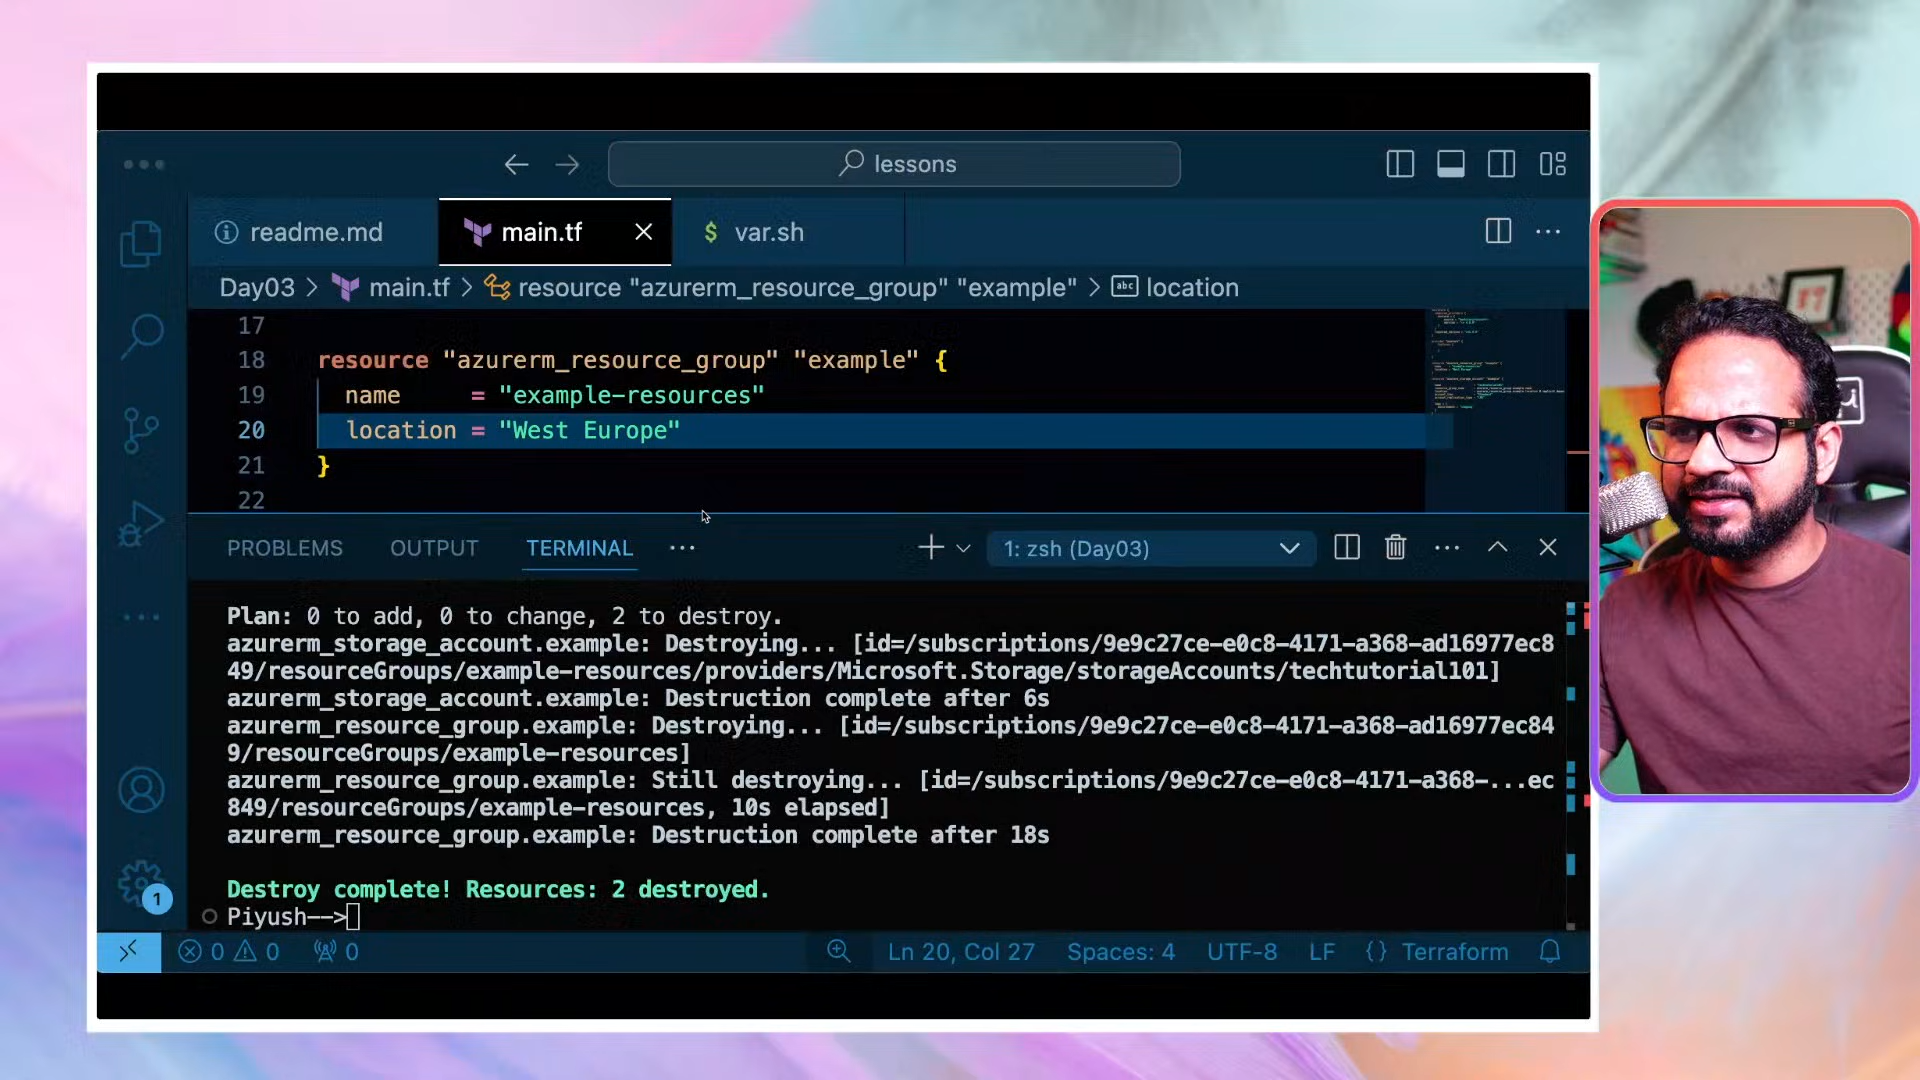 lessons
readme.md
main.tf
$ var.sh
Day03 > main.tf > resource "azurerm_resource_group" "example" > abc location
17
18 resource "azurerm_resource_group" "example" {
19 name = "example-resources"
20 location = "West Europe"
21 }
22
PROBLEMS OUTPUT TERMINAL ··· 1: zsh (Day03)
Plan: 0 to add, 0 to change, 2 to destroy.
azurerm_storage_account.example: Destroying... [id=/subscriptions/9e9c27ce-e0c8-4171-a368-ad16977ec8
49/resourceGroups/example-resources/providers/Microsoft.Storage/storageAccounts/techtutorial101]
azurerm_storage_account.example: Destruction complete after 6s
azurerm_resource_group.example: Destroying... [id=/subscriptions/9e9c27ce-e0c8-4171-a368-ad16977ec84
9/resourceGroups/example-resources]
azurerm_resource_group.example: Still destroying... [id=/subscriptions/9e9c27ce-e0c8-4171-a368-...ec
849/resourceGroups/example-resources, 10s elapsed]
azurerm_resource_group.example: Destruction complete after 18s
Destroy complete! Resources: 2 destroyed.
Piyush-->
1
0 0 0 Ln 20, Col 27 Spaces: 4 UTF-8 LF {} Terraform